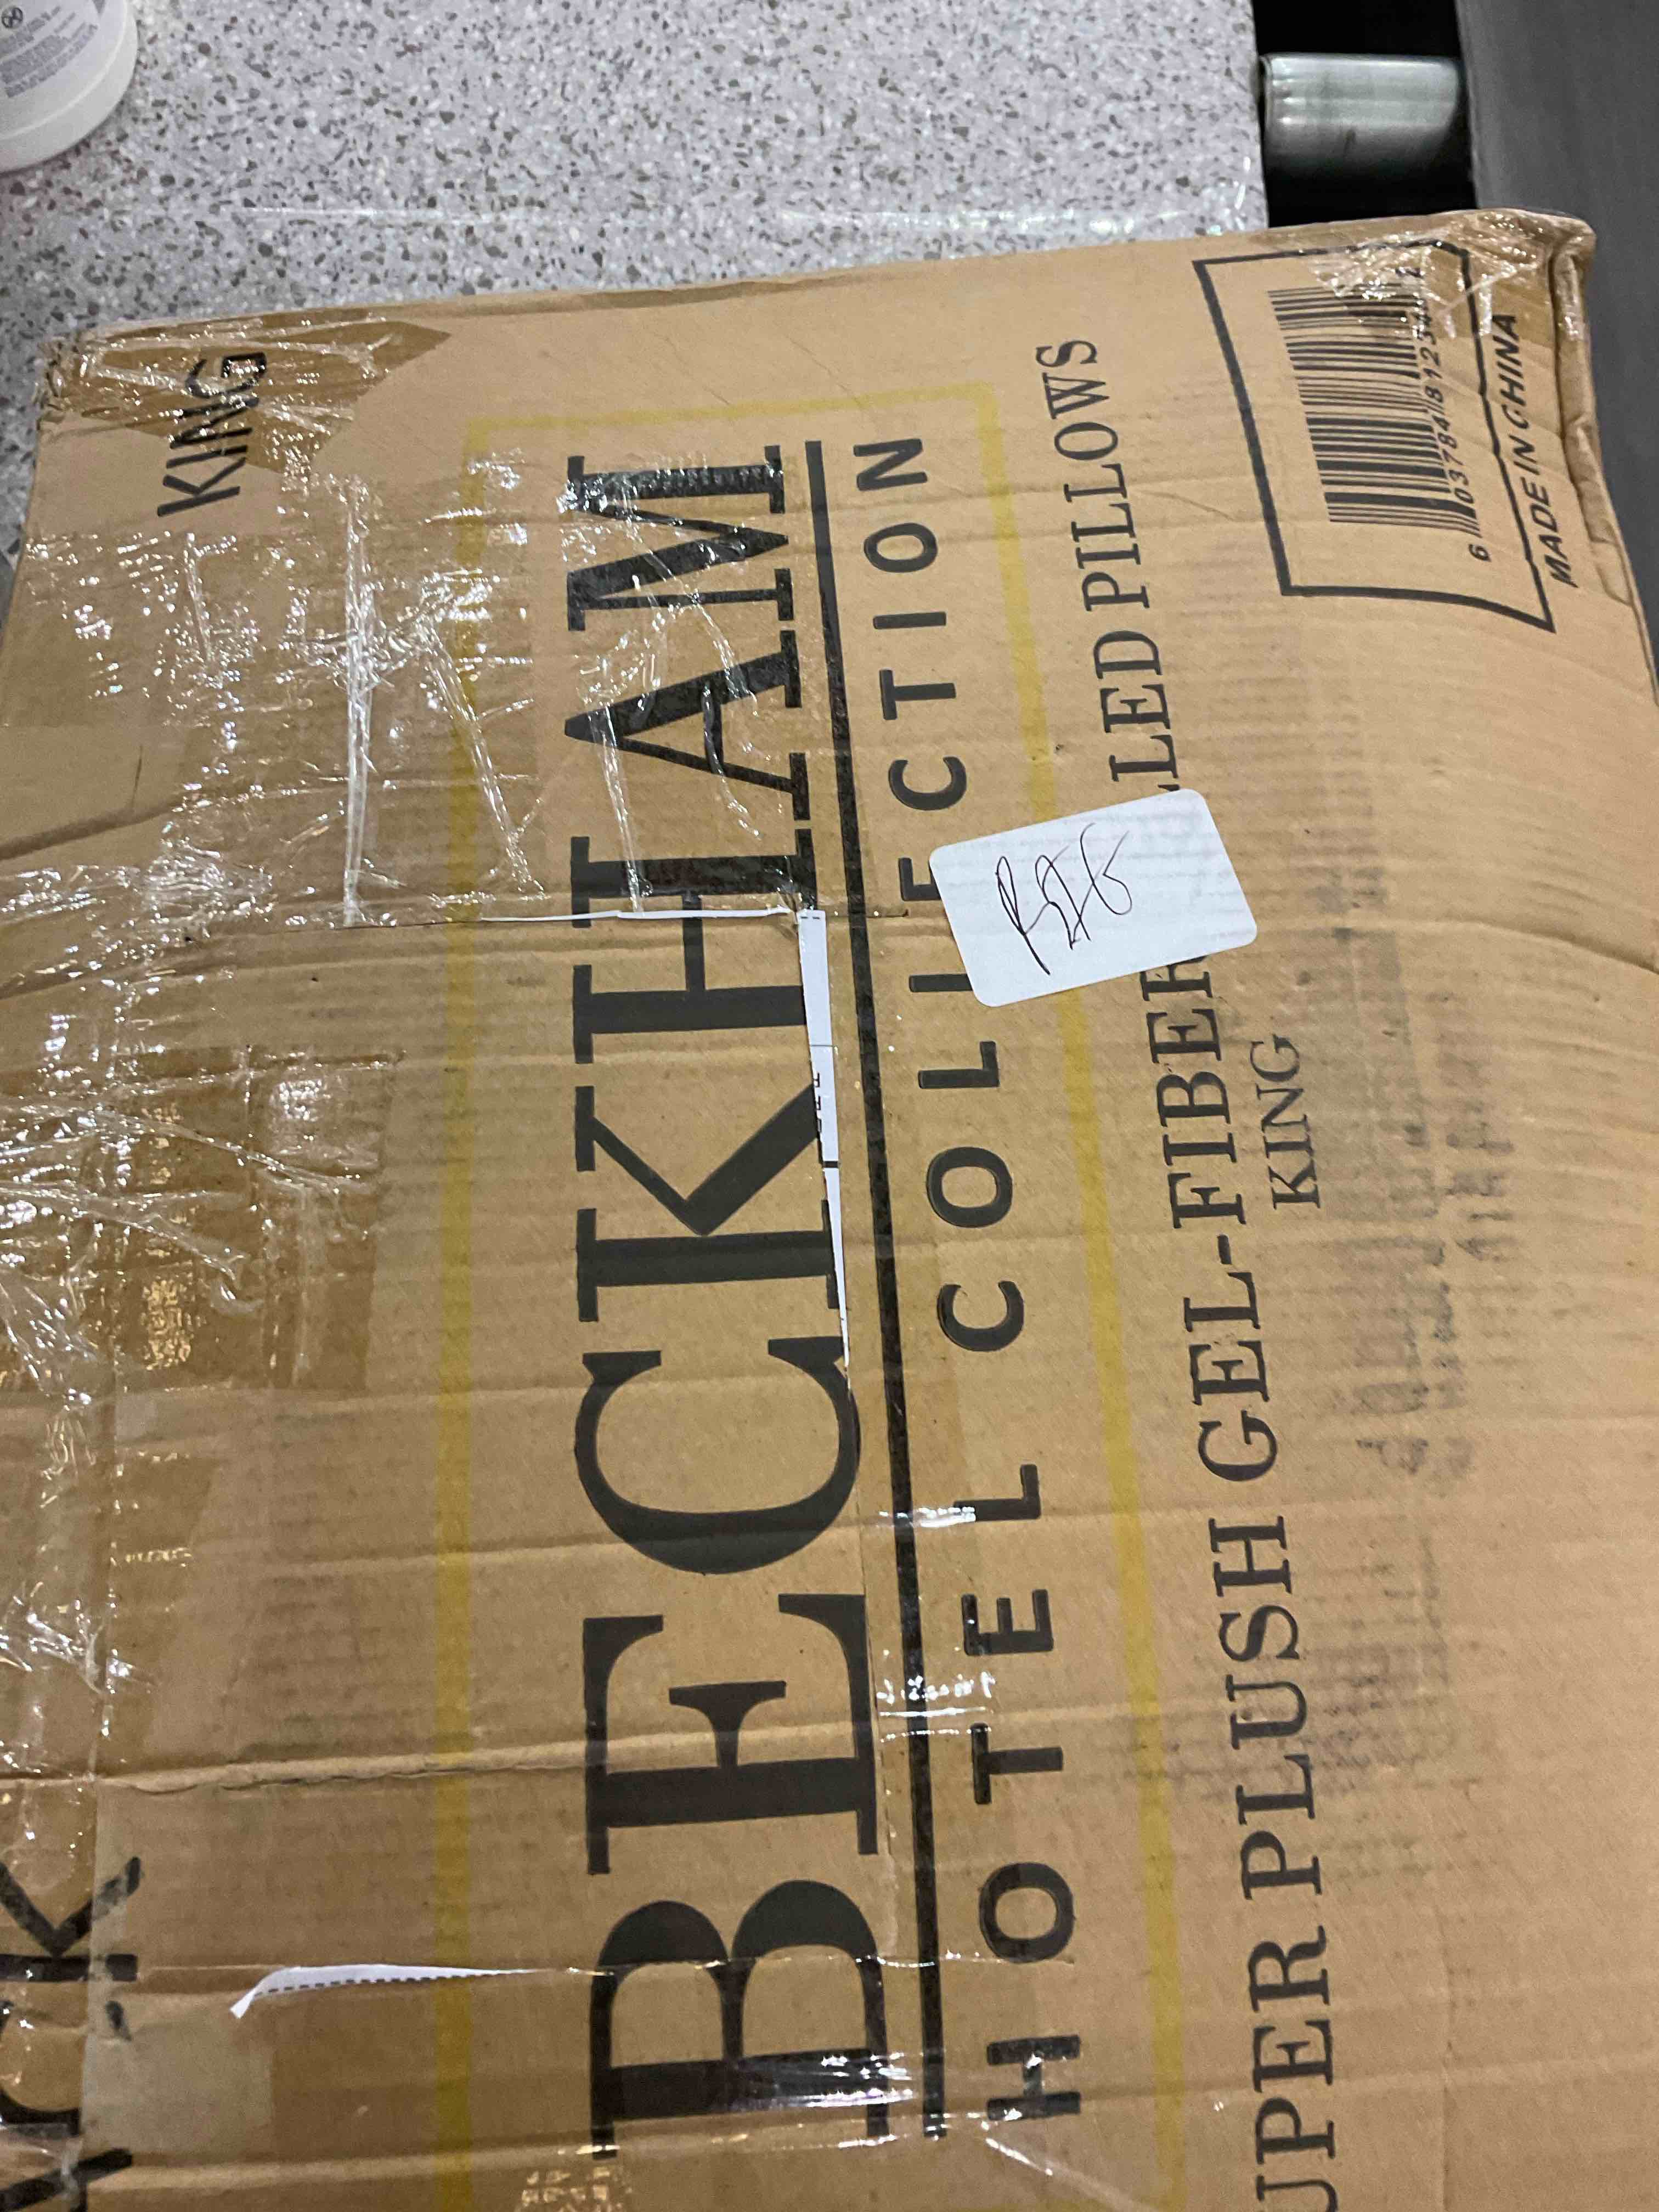 KING
BECKHAM
HOTEL COLLECTION
UPER PLUSH GEL-FIBER LED PILLOWS
KING
MADE IN CHINA